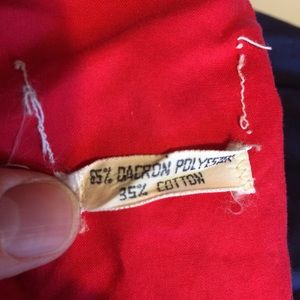 65% DACRON POLYESTER
35% COTTON